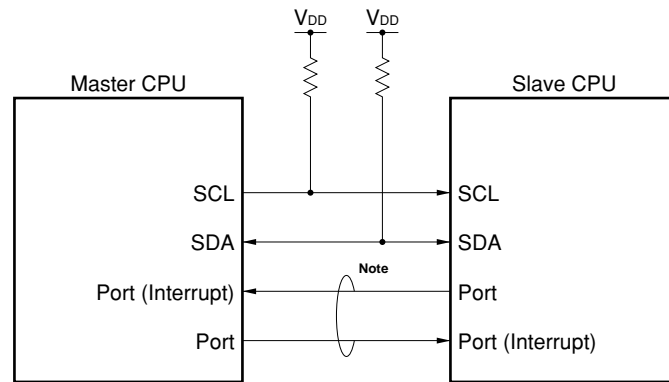 VDD VDD
Master CPU Slave CPU
SCL SCL
SDA SDA
Note
Port (Interrupt) Port
Port Port (Interrupt)